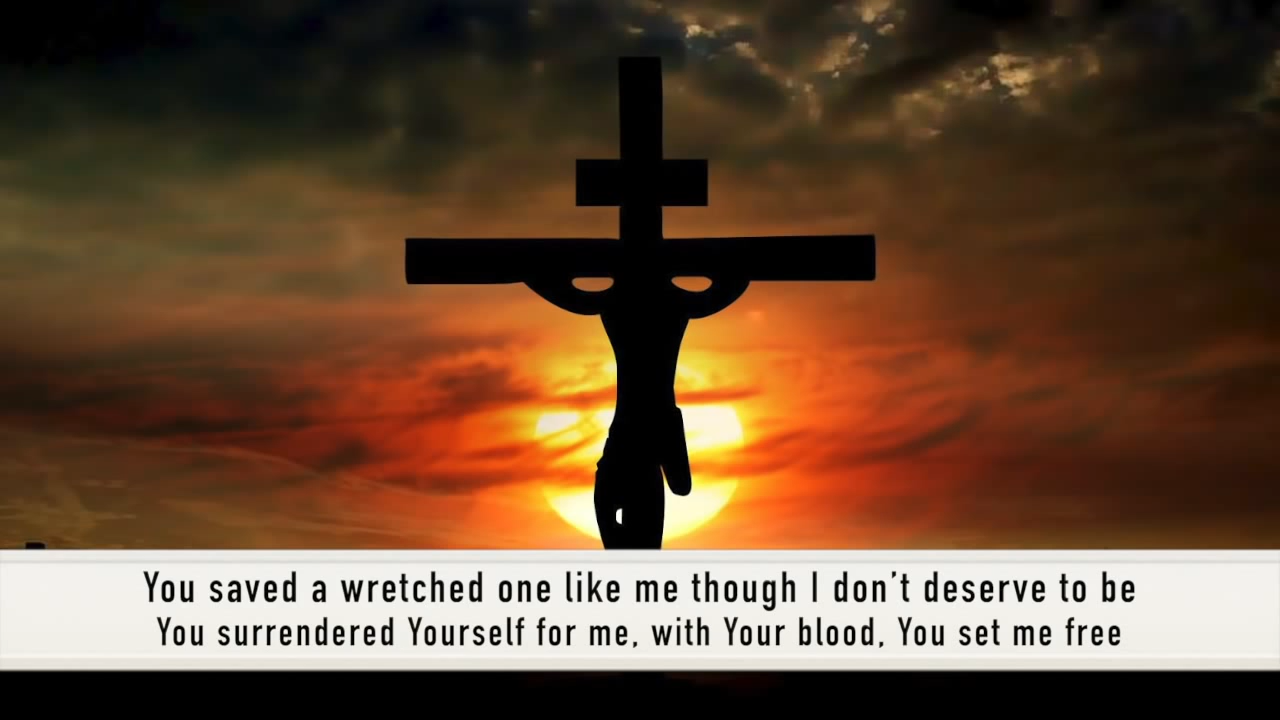 You saved a wretched one like me though I don’t deserve to be
You surrendered Yourself for me, with Your blood, You set me free